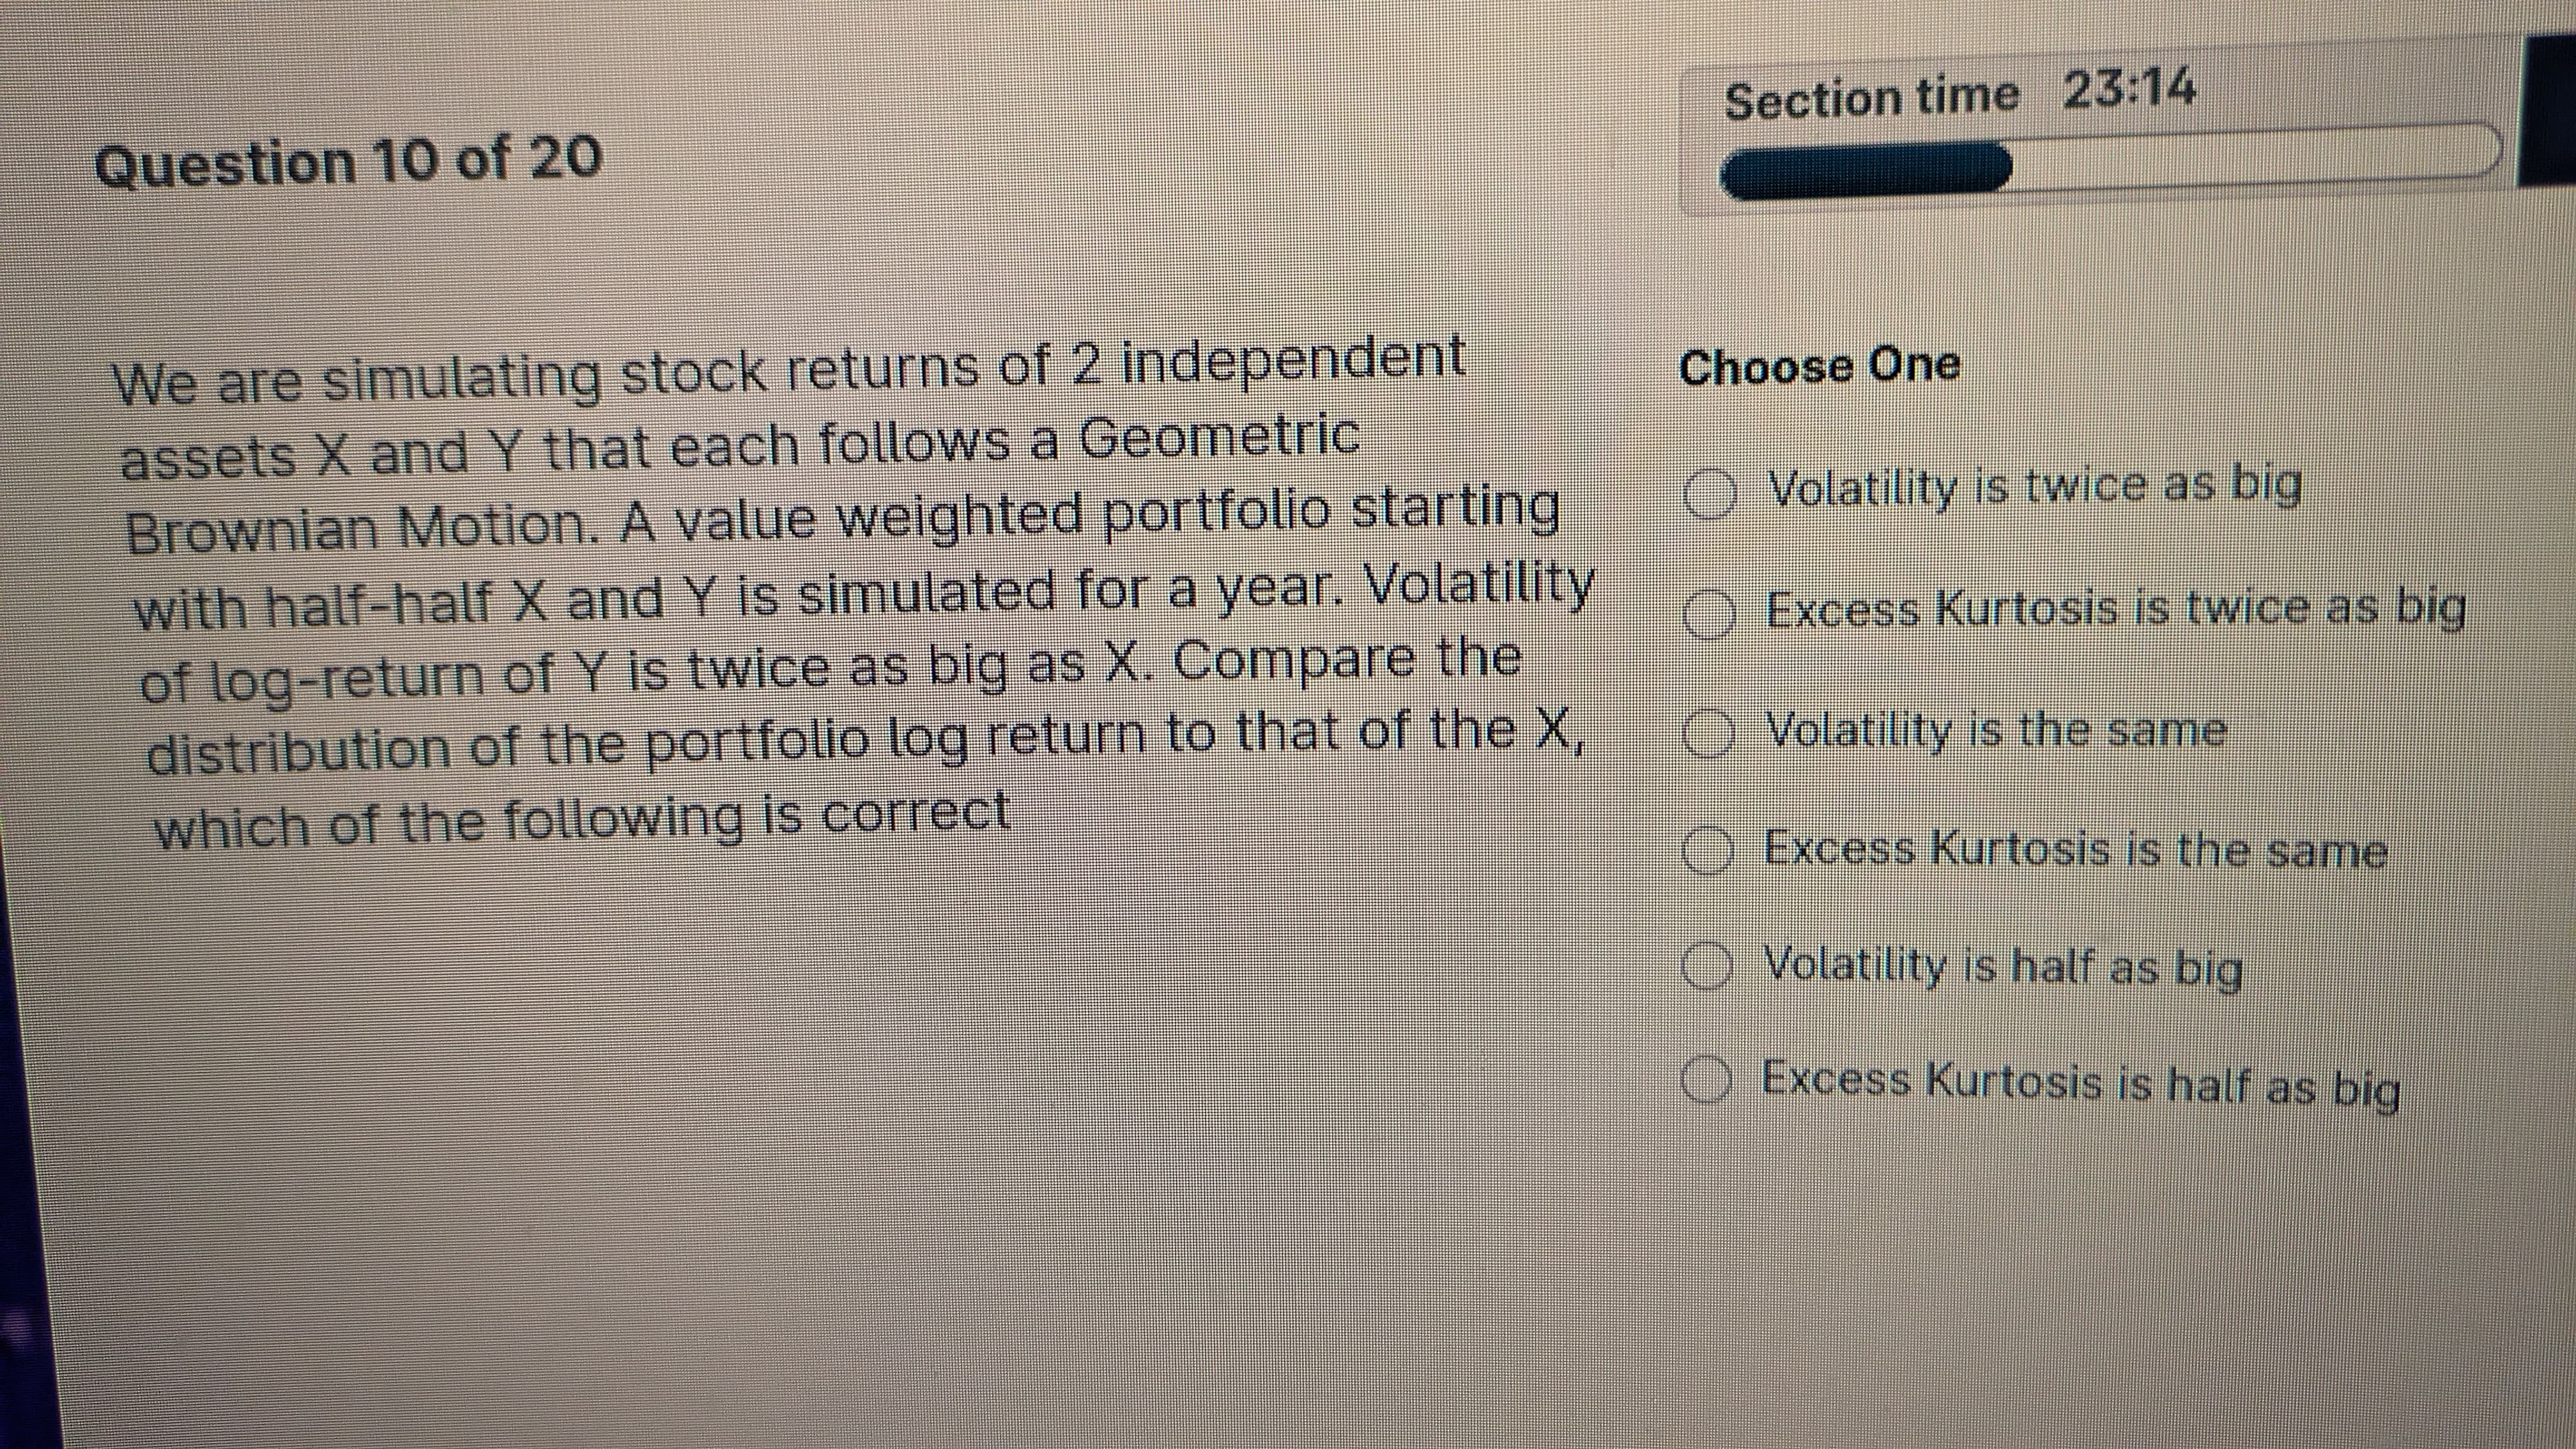 Section time 23:14
Question 10 of 20
We are simulating stock returns of 2 independent
assets X and Y that each follows a Geometric
Brownian Motion. A value weighted portfolio starting
with half-half X and Y is simulated for a year. Volatility
of log-return of Y is twice as big as X. Compare the
distribution of the portfolio log return to that of the X,
which of the following is correct
Choose One
Volatility is twice as big
Excess Kurtosis is twice as big
Volatility is the same
Excess Kurtosis is the same
Volatility is half as big
Excess Kurtosis is half as big